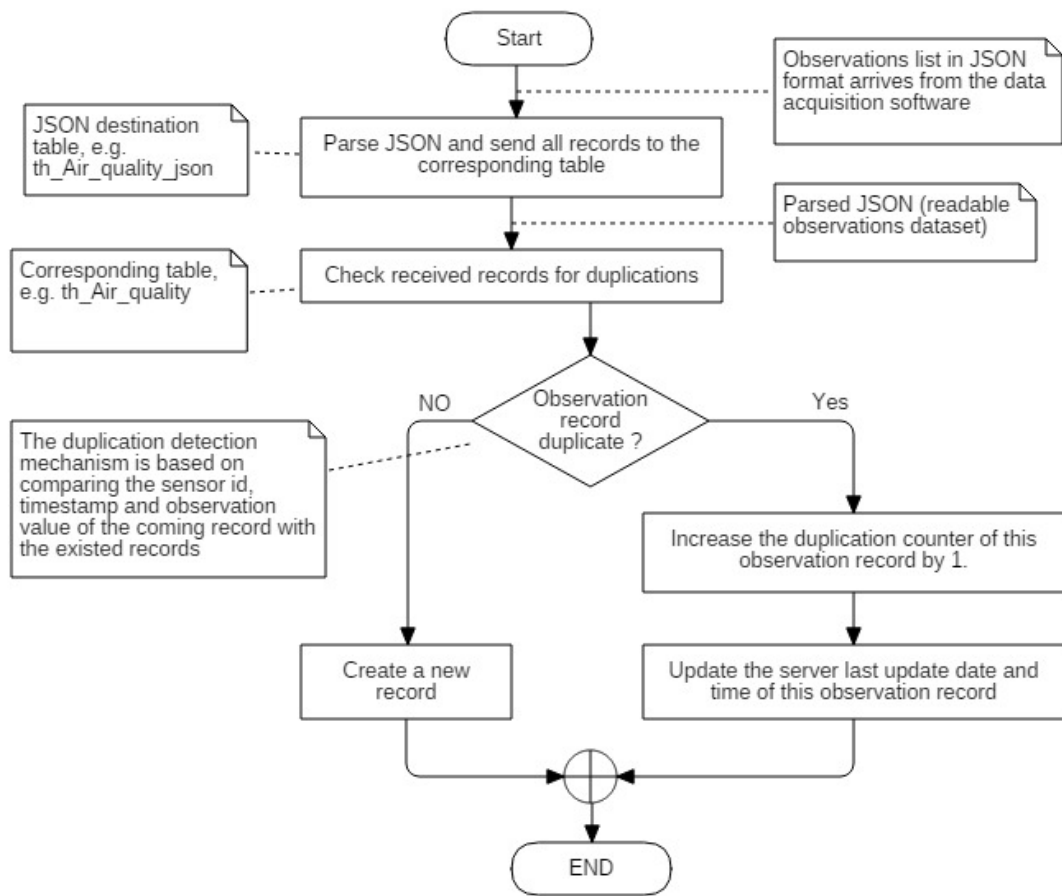 Start
Observations list in JSON
format arrives from the data
acquisition software
JSON destination
table, e.g.
th_Air_quality_json
Parse JSON and send all records to the
corresponding table
Parsed JSON (readable
observations dataset)
Corresponding table,
e.g. th_Air_quality
Check received records for duplications
NO
Observation
record
duplicate ?
Yes
The duplication detection
mechanism is based on
comparing the sensor id,
timestamp and observation
value of the coming record with
the existed records
Increase the duplication counter of this
observation record by 1.
Create a new
record
Update the server last update date and
time of this observation record
END